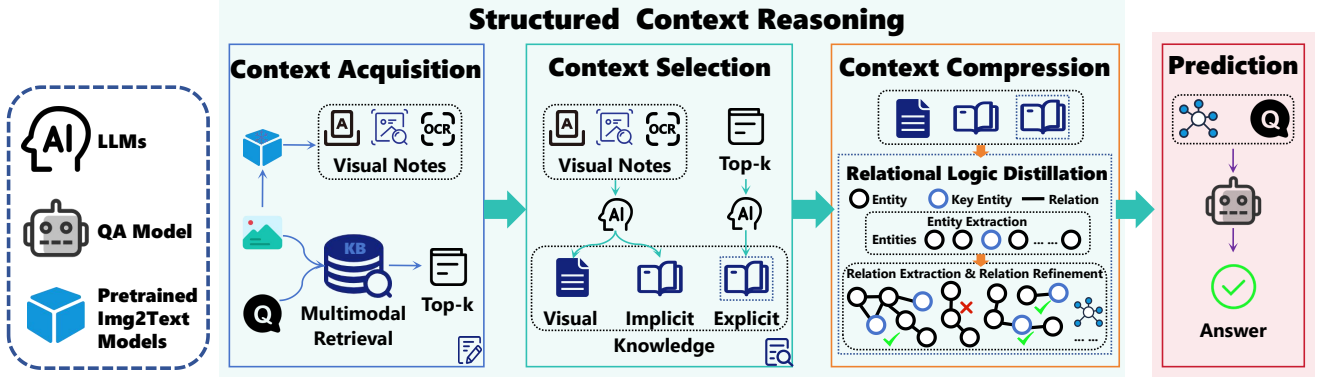 Structured Context Reasoning
AI
LLMs
QA Model
Pretrained
Img2Text
Models
Context Acquisition
A
OCR
Visual Notes
KB
Q
Multimodal
Retrieval
Top-k
Context Selection
A
OCR
Visual Notes
Top-k
AI
AI
Visual
Implicit
Explicit
Knowledge
Context Compression
Relational Logic Distillation
Entity
Key Entity
Relation
Entity Extraction
Entities
... ...
Relation Extraction & Relation Refinement
... ...
Prediction
Q
Answer